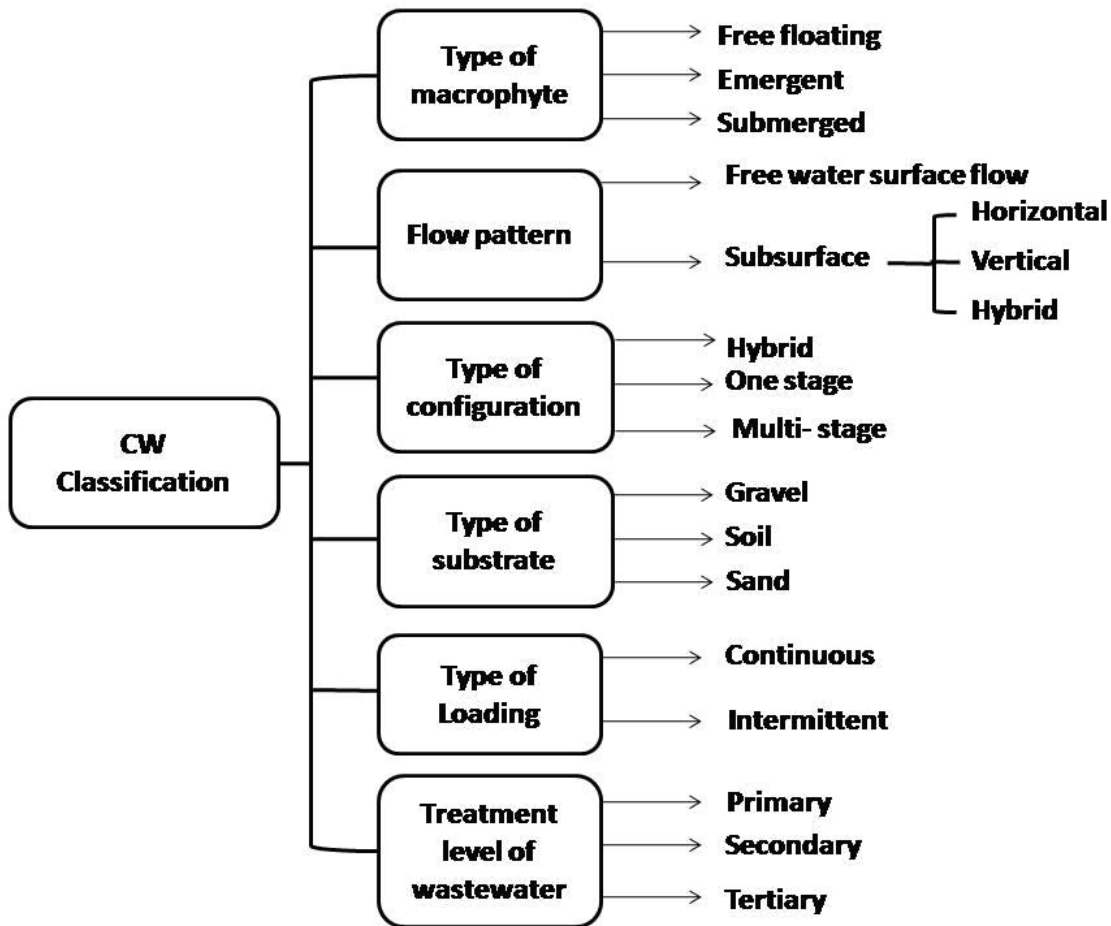 CW
Classification
Type of
macrophyte
Free floating
Emergent
Submerged
Flow pattern
Free water surface flow
Subsurface
Horizontal
Vertical
Hybrid
Type of
configuration
Hybrid
One stage
Multi- stage
Type of
substrate
Gravel
Soil
Sand
Type of
Loading
Continuous
Intermittent
Treatment
level of
wastewater
Primary
Secondary
Tertiary